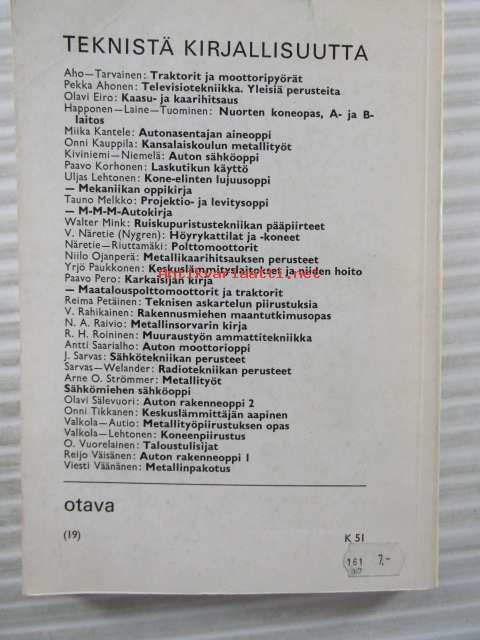 TEKNISTÄ KIRJALLISUUTTA
Aho—Tarvainen: Traktorit ja moottoripyörät
Pekka Ahonen: Televisiotekniikka. Yleisiä perusteita
Olavi Eiro: Kaasu- ja kaarihitsaus
Happonen—Laine—Tuominen: Nuorten koneopas, A- ja B-
laitos
Miika Kantele: Autonasentajan aineoppi
Onni Kauppila: Kansalaiskoulun metallityöt
Kiviniemi—Niemelä: Auton sähköoppi
Paavo Korhonen: Laskutikun käyttö
Uljas Lehtonen: Kone-elinten lujuusoppi
— Mekaniikan oppikirja
Tauno Melkko: Projektio- ja levitysoppi
— M-M-M-Autokirja
Walter Mink: Ruiskupuristustekniikan pääpiirteet
V. Näretie (Nygren): Höyrykattilat ja -koneet
Näretie—Riuttamäki: Polttomoottorit
Niilo Ojanperä: Metallikaarihitsauksen perusteet
Yrjö Paukkonen: Keskuslämmityslaitokset ja niiden hoito
Antikvariaatti.net
Paavo Pero: Karkaisijan kirja
— Maatalouspolttomoottorit ja traktorit
Reima Petäinen: Teknisen askartelun piirustuksia
V. Rahikainen: Rakennusmiehen maantutkimusopas
N. A. Raivio: Metallinsorvarin kirja
R. H. Roininen: Muuraustyön ammattitekniikka
Antti Saarialho: Auton moottorioppi
J. Sarvas: Sähkötekniikan perusteet
Sarvas—Welander: Radiotekniikan perusteet
Arne O. Strömmer: Metallityöt
Sähkömiehen sähköoppi
Olavi Sälevuori: Auton rakenneoppi 2
Onni Tikkanen: Keskuslämmittäjän aapinen
Valkola—Autio: Metallityöpiirustuksen opas
Valkola—Lehtonen: Koneenpiirustus
O. Vuorelainen: Taloustulisijat
Reijo Väisänen: Auton rakenneoppi 1
Viesti Väänänen: Metallinpakotus
otava
(19)
K 51
161 7,-